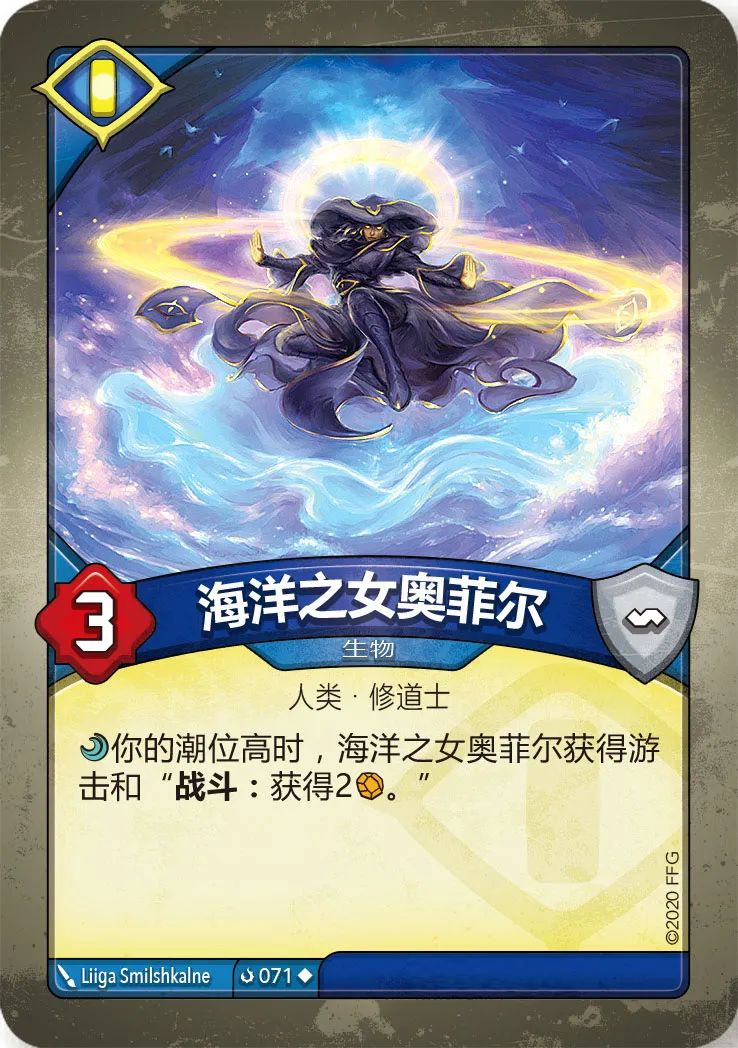 海洋之女奥菲尔
3
生物
人类 · 修道士
你的潮位高时，海洋之女奥菲尔获得游
击和“战斗：获得2。”
©2020 FFG
Liiga Smilshkalne
071